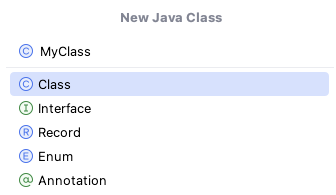 New Java Class
C MyClass
C Class
I Interface
R Record
E Enum
@ Annotation